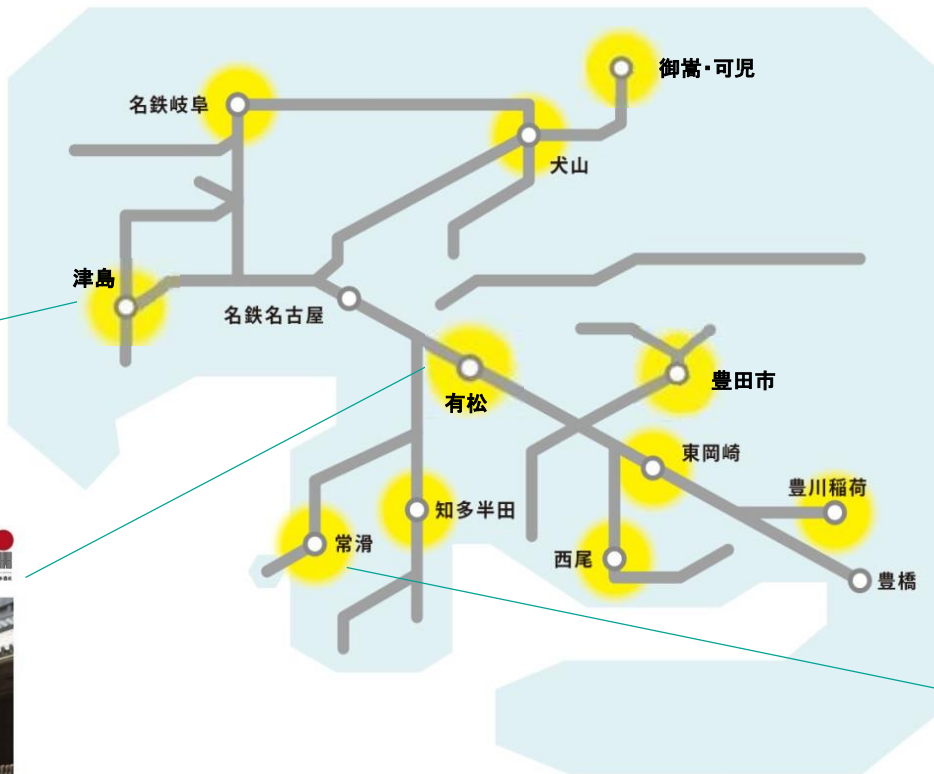 御嵩・可児
名鉄岐阜
犬山
津島
名鉄名古屋
豊田市
有松
東岡崎
豊川稲荷
知多半田
常滑
西尾
豊橋